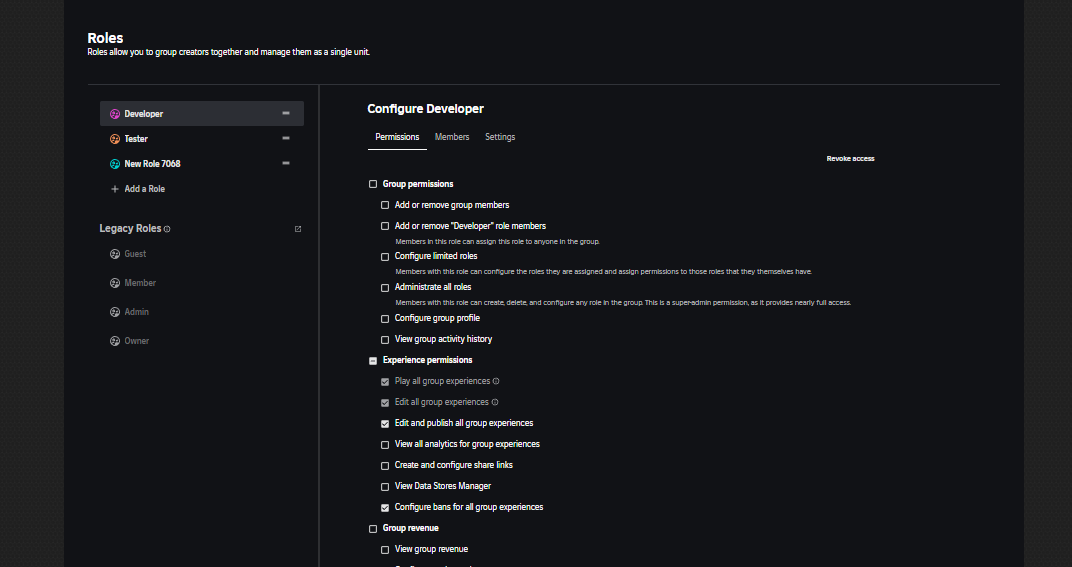 Roles
Roles allow you to group creators together and manage them as a single unit.
Developer
Tester
New Role 7068
Add a Role
Legacy Roles
Guest
Member
Admin
Owner
Configure Developer
Permissions Members Settings
Revoke access
Group permissions
Add or remove group members
Add or remove "Developer" role members
Members in this role can assign this role to anyone in the group.
Configure limited roles
Members with this role can configure the roles they are assigned and assign permissions to those roles that they themselves have.
Administrate all roles
Members with this role can create, delete, and configure any role in the group. This is a super-admin permission, as it provides nearly full access.
Configure group profile
View group activity history
Experience permissions
Play all group experiences
Edit all group experiences
Edit and publish all group experiences
View all analytics for group experiences
Create and configure share links
View Data Stores Manager
Configure bans for all group experiences
Group revenue
View group revenue